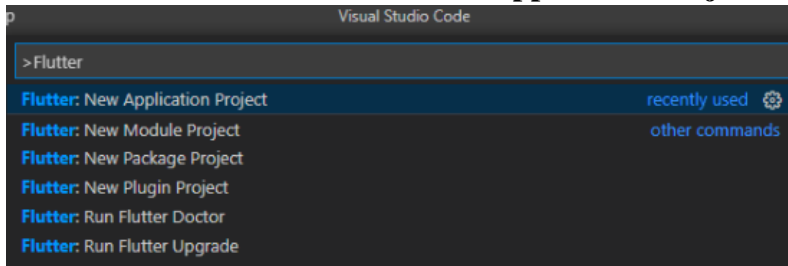 Visual Studio Code
>Flutter
Flutter: New Application Project recently used
Flutter: New Module Project other commands
Flutter: New Package Project
Flutter: New Plugin Project
Flutter: Run Flutter Doctor
Flutter: Run Flutter Upgrade